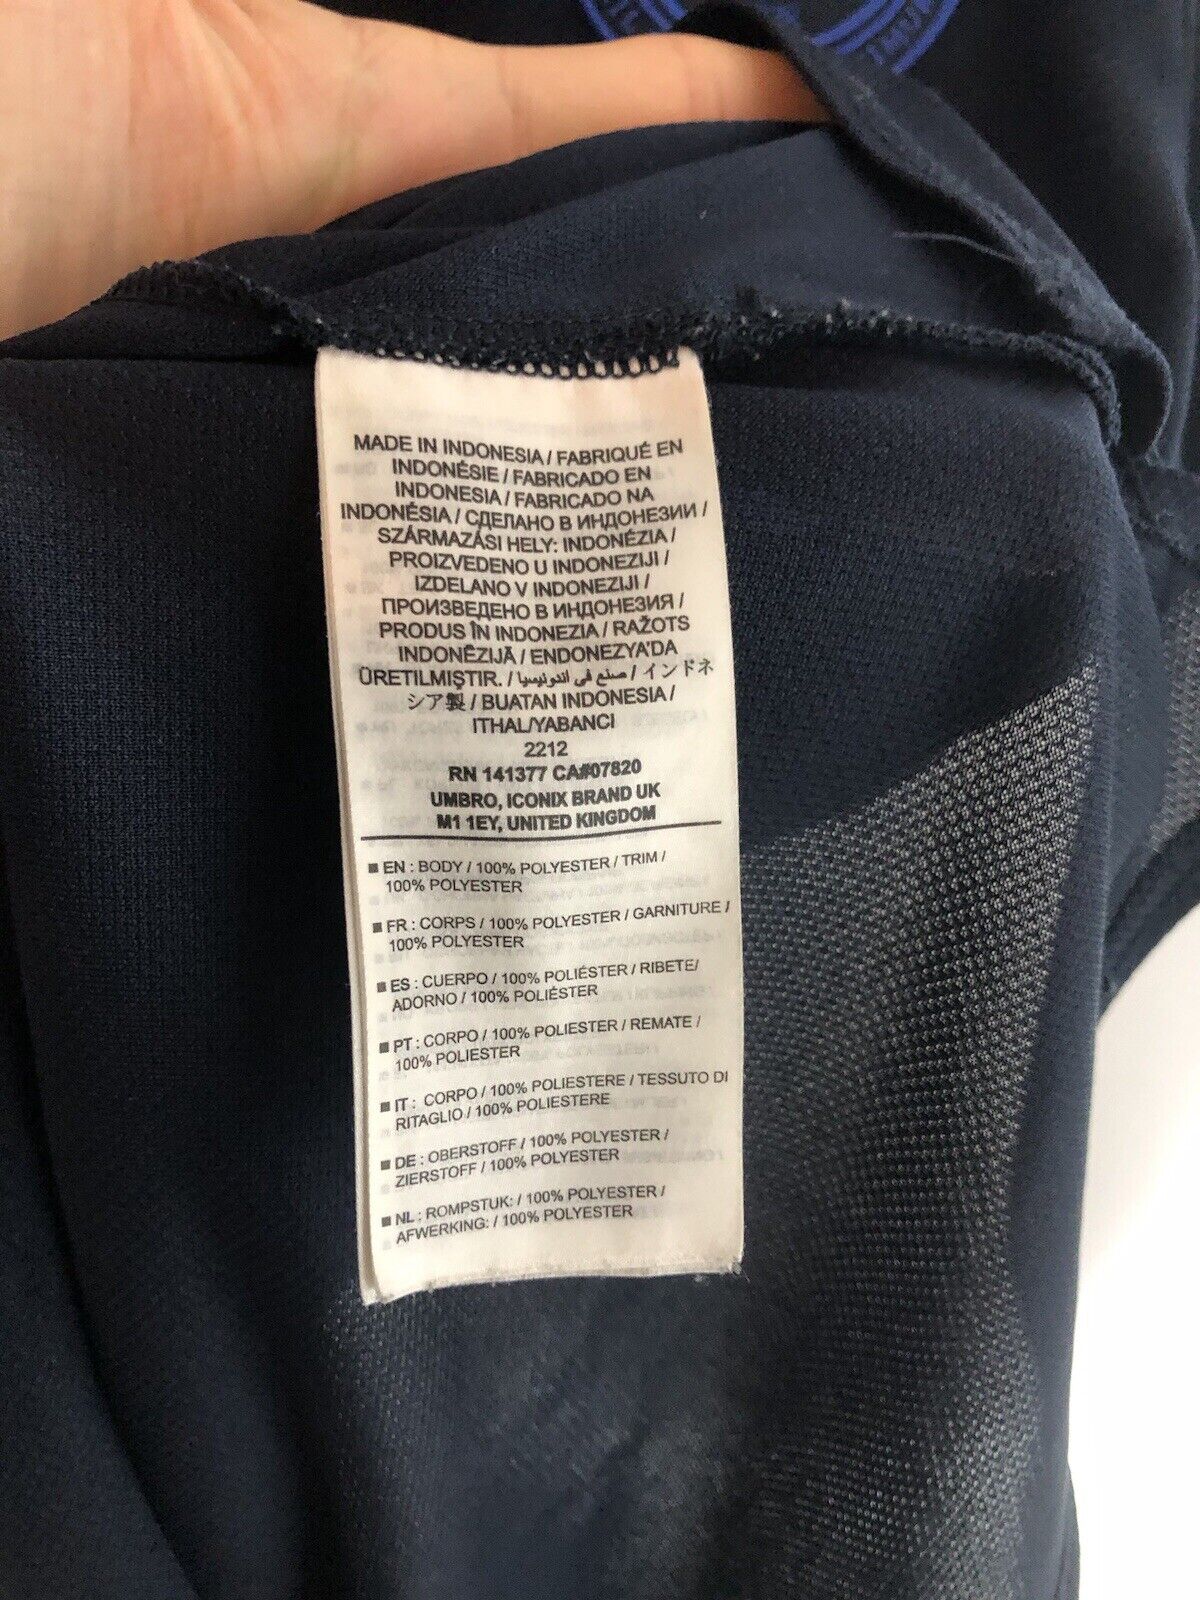 MADE IN INDONESIA / FABRIQUÉ EN
INDONÉSIE / FABRICADO EN
INDONESIA / FABRICADO NA
INDONÉSIA / СДЕЛАНО В ИНДОНЕЗИИ /
SZÁRMAZÁSI HELY: INDONÉZIA /
PROIZVEDENO U INDONEZIJI /
IZDELANO V INDONEZIJI /
ПРОИЗВЕДЕНО В ИНДОНЕЗИЯ /
PRODUS ÎN INDONEZIA / RAŽOTS
INDONĒZIJĀ / ENDONEZYA'DA
ÜRETILMIŞTIR. / صنع في اندونيسيا / インドネ
シア製 / BUATAN INDONESIA /
ITHAL/YABANCI
2212
RN 141377 CA#07820
UMBRO, ICONIX BRAND UK
M1 1EY, UNITED KINGDOM
EN : BODY / 100% POLYESTER / TRIM /
100% POLYESTER
FR : CORPS / 100% POLYESTER / GARNITURE /
100% POLYESTER
ES : CUERPO / 100% POLIÉSTER / RIBETE/
ADORNO / 100% POLIÉSTER
PT : CORPO / 100% POLIESTER / REMATE /
100% POLIESTER
IT : CORPO / 100% POLIESTERE / TESSUTO DI
RITAGLIO / 100% POLIESTERE
DE : OBERSTOFF / 100% POLYESTER /
ZIERSTOFF / 100% POLYESTER
NL : ROMPSTUK: / 100% POLYESTER /
AFWERKING: / 100% POLYESTER